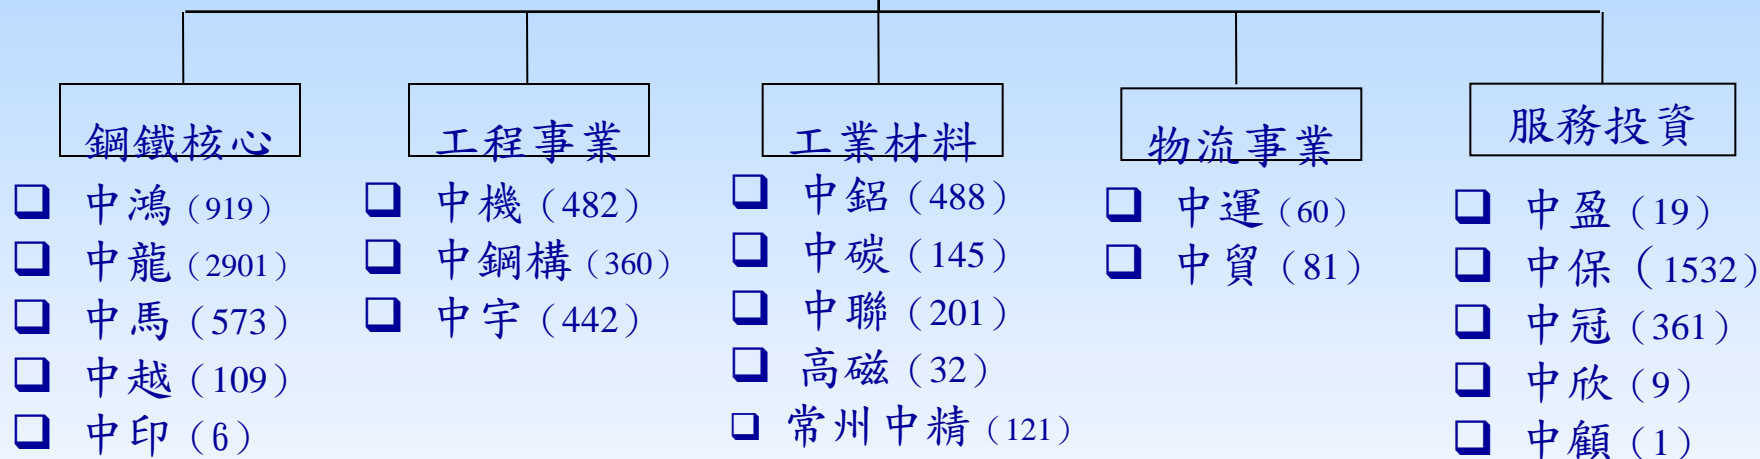 鋼鐵核心
中鴻（919）
中龍（2901）
中馬（573）
中越（109）
中印（6）
工程事業
中機（482）
中鋼構（360）
中宇（442）
工業材料
中鋁（488）
中碳（145）
中聯（201）
高磁（32）
常州中精（121）
物流事業
中運（60）
中貿（81）
服務投資
中盈（19）
中保（1532）
中冠（361）
中欣（9）
中顧（1）